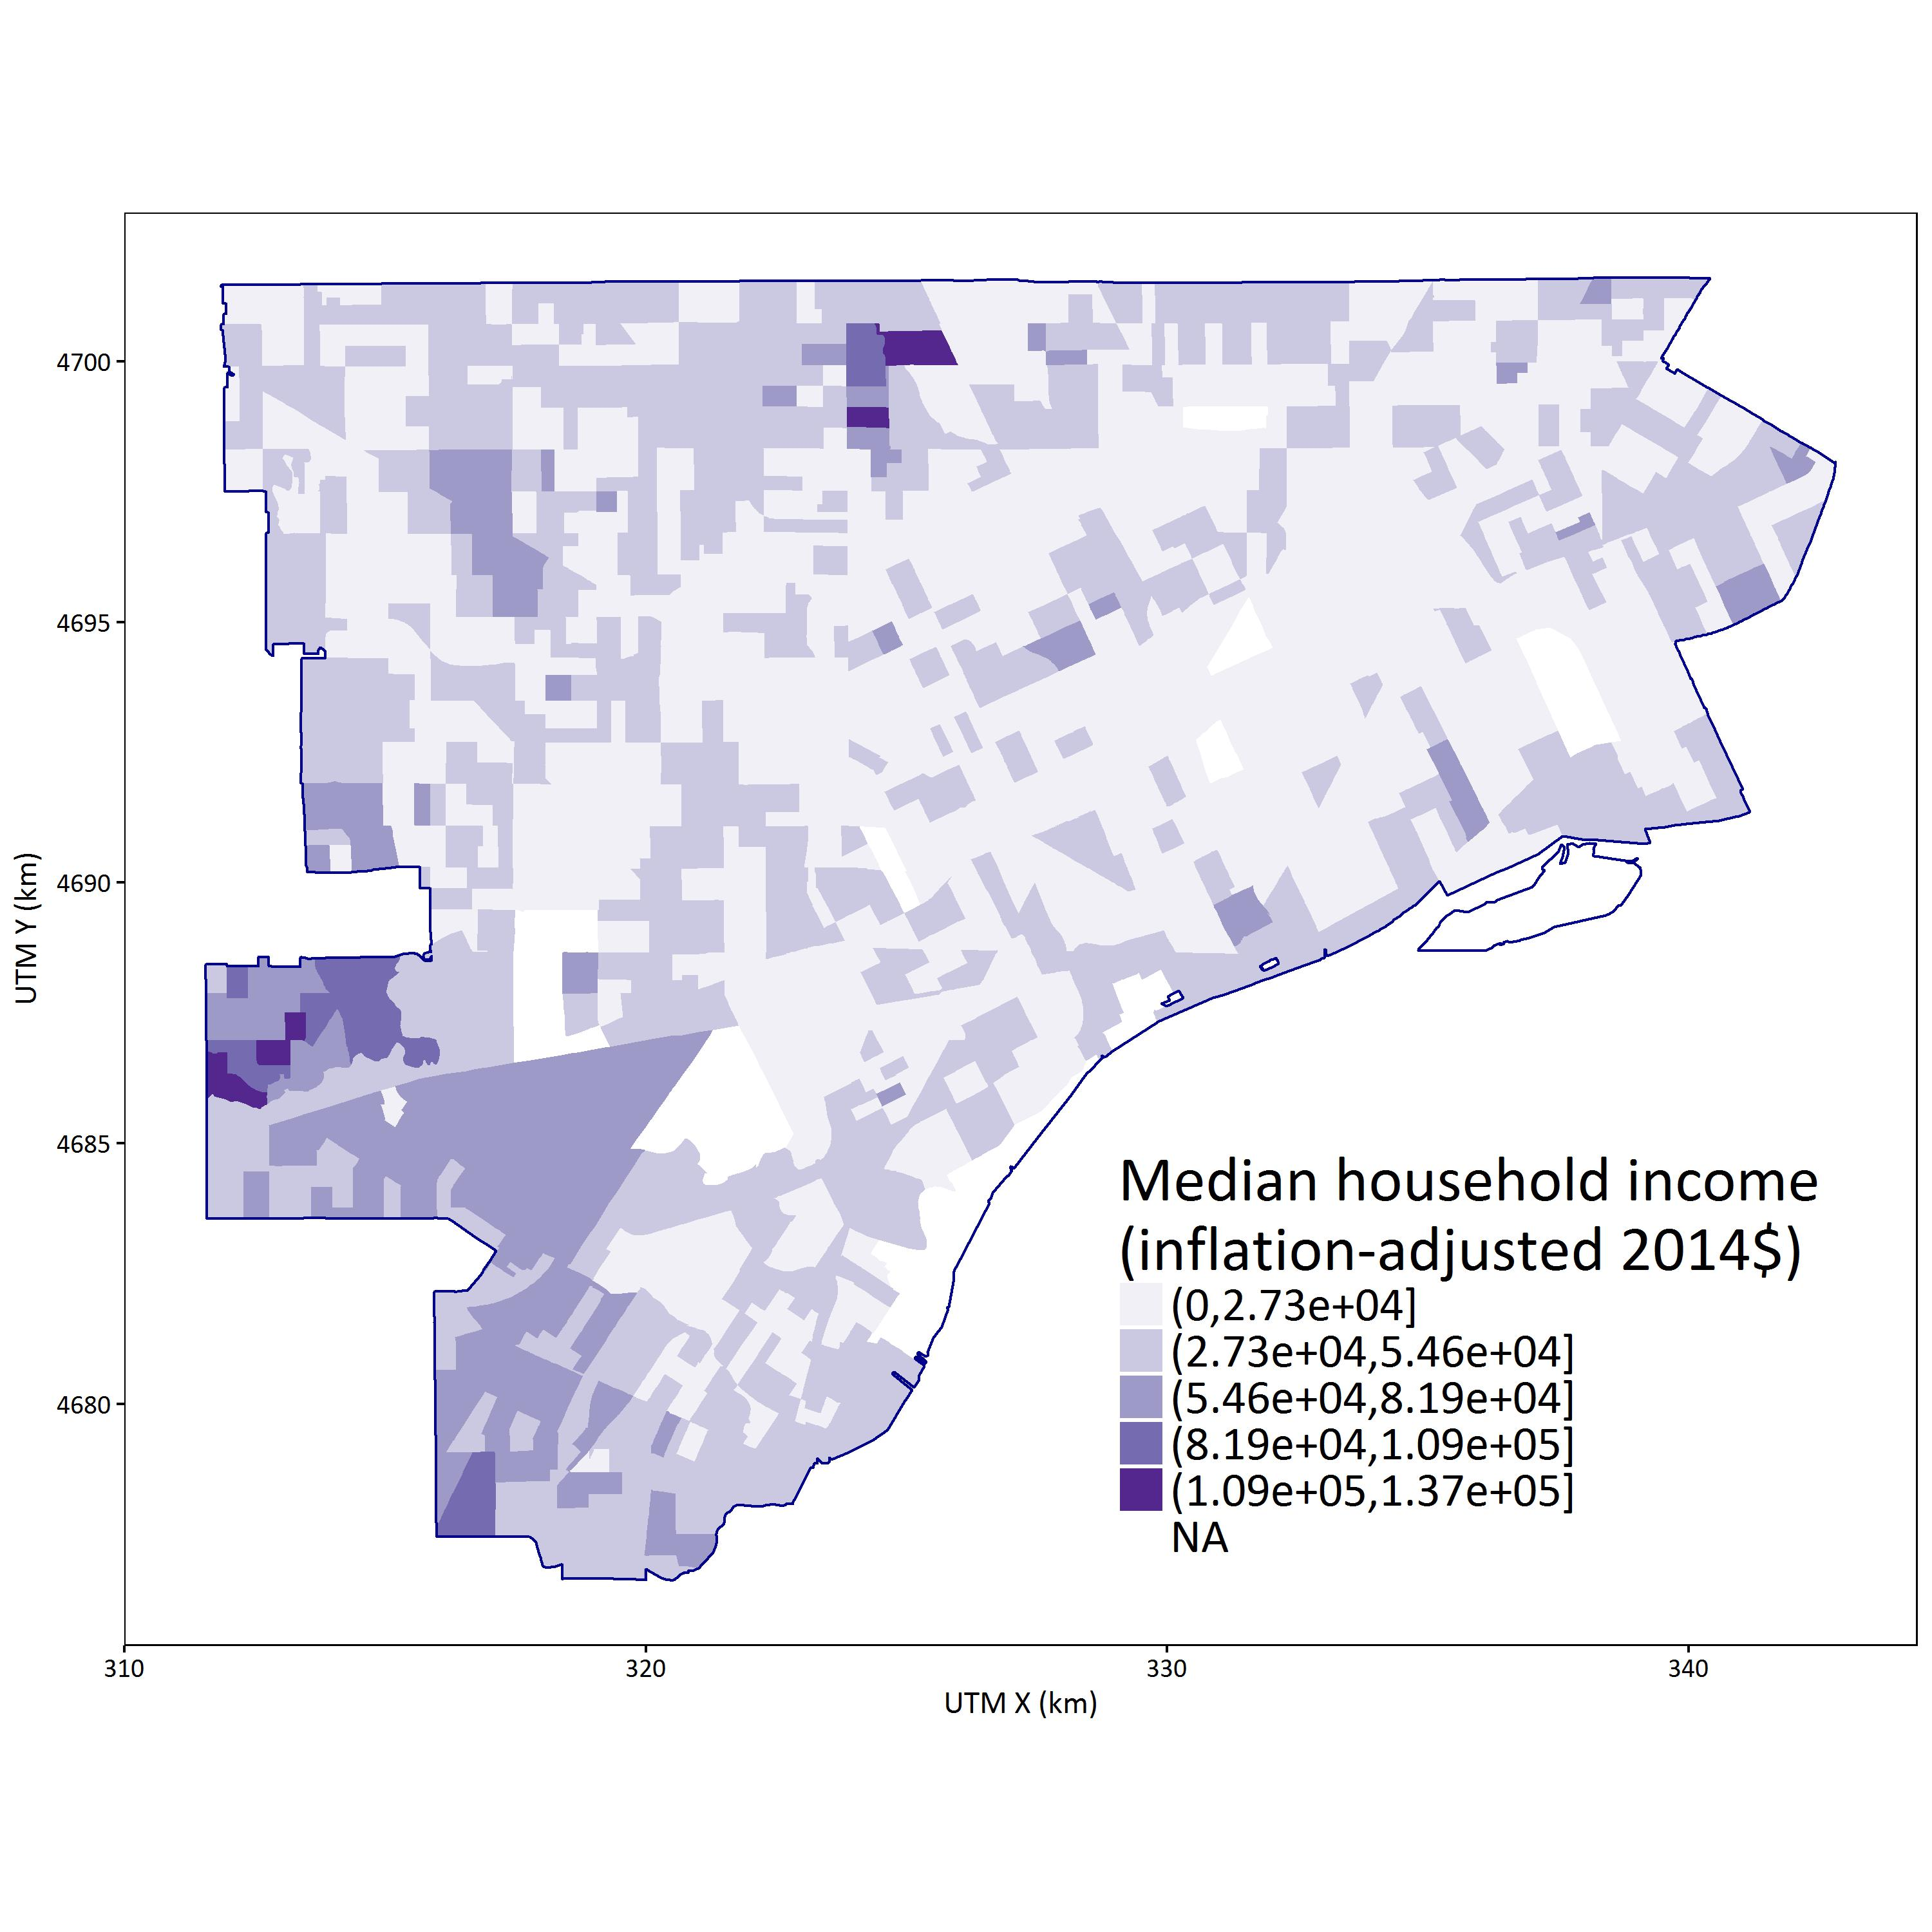 4700
4695
4690
4685
4680
UTM Y (km)
Median household income
(inflation-adjusted 2014$)
(0,2.73e+04]
(2.73e+04,5.46e+04]
(5.46e+04,8.19e+04]
(8.19e+04,1.09e+05]
(1.09e+05,1.37e+05]
NA
310
320
330
340
UTM X (km)